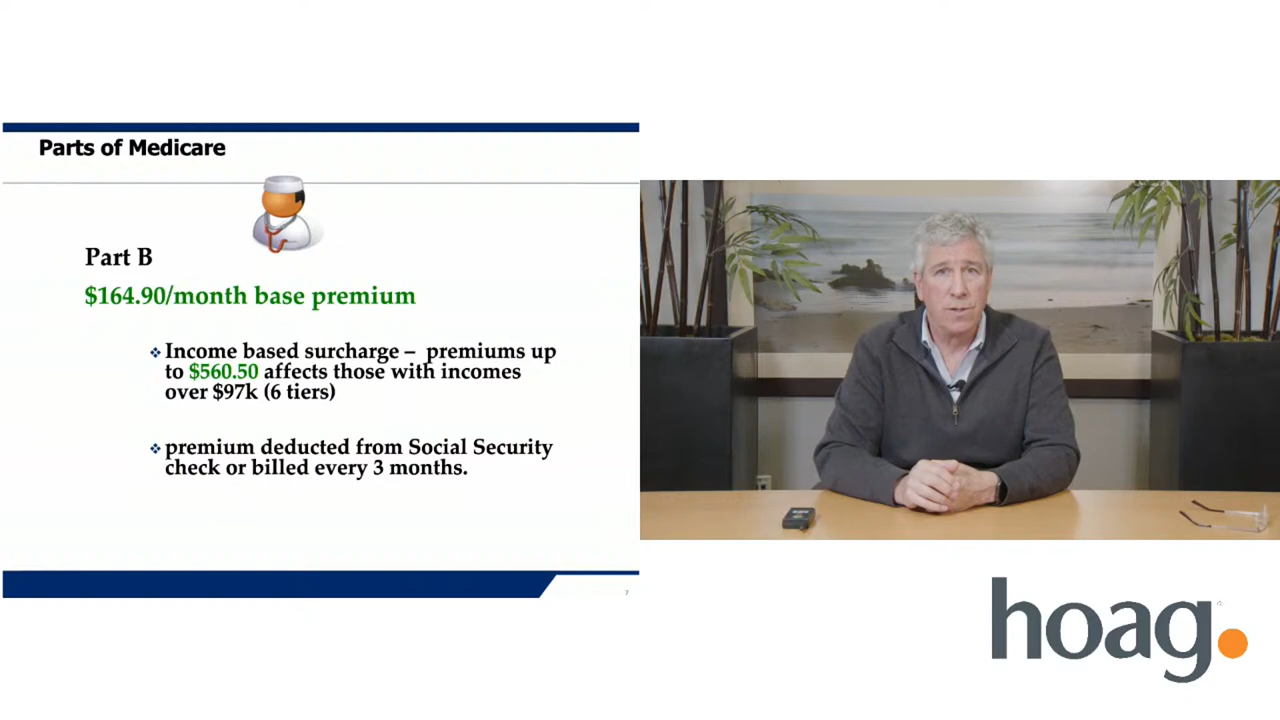 Parts of Medicare
Part B
$164.90/month base premium
❖ Income based surcharge – premiums up
to $560.50 affects those with incomes
over $97k (6 tiers)
❖ premium deducted from Social Security
check or billed every 3 months.
7
hoag.